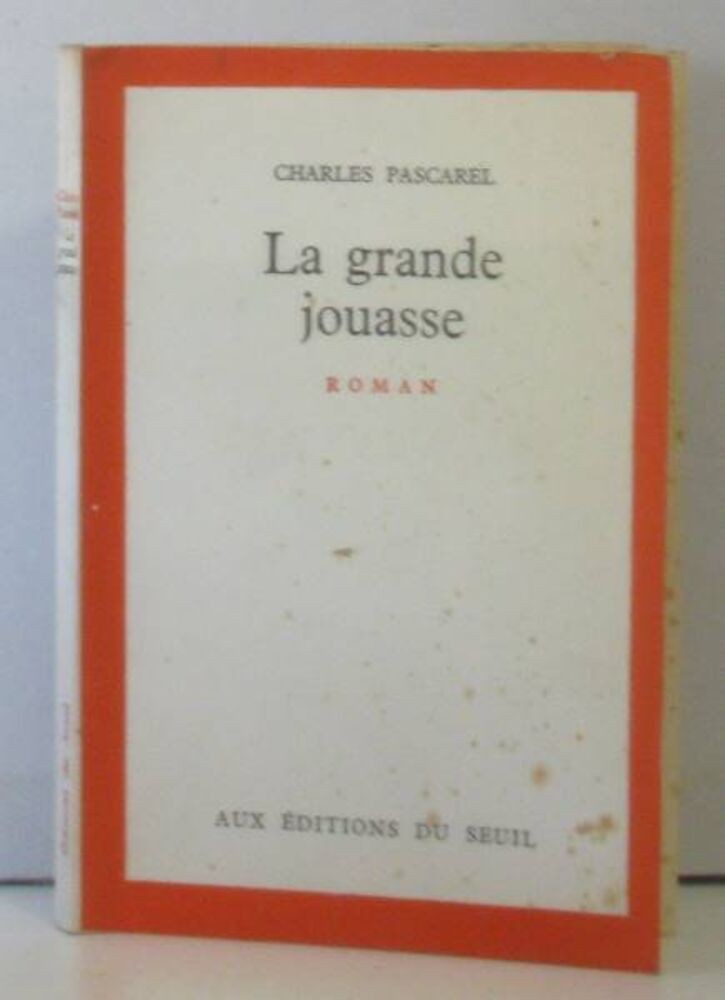 CHARLES PASCAREL
La grande
jouasse
ROMAN
AUX ÉDITIONS DU SEUIL